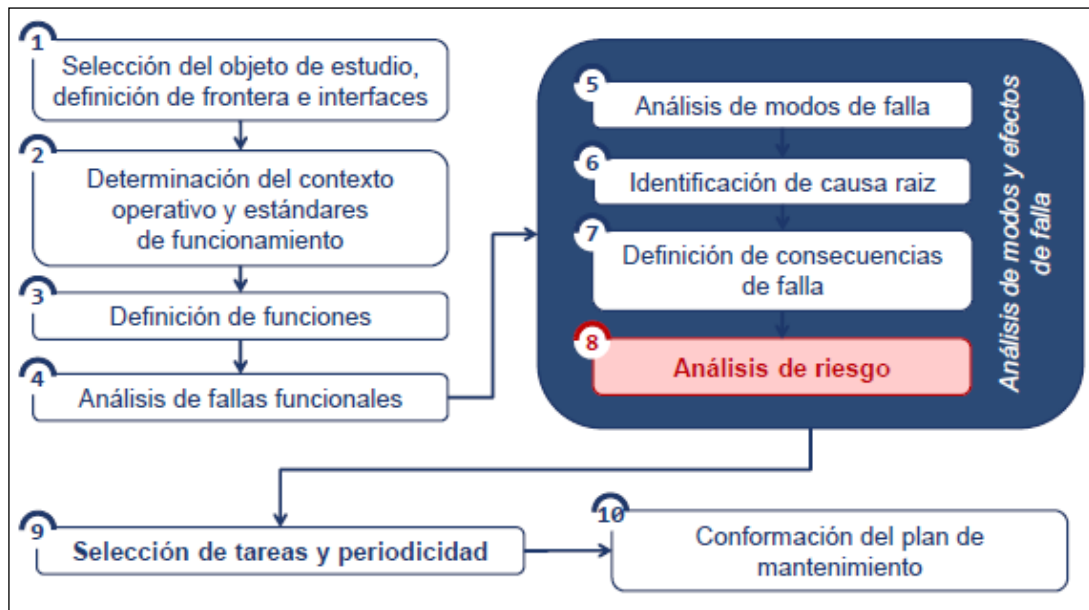 1
Selección del objeto de estudio,
definición de frontera e interfaces
2
Determinación del contexto
operativo y estándares
de funcionamiento
3
Definición de funciones
4
Análisis de fallas funcionales
5
Análisis de modos de falla
6
Identificación de causa raiz
7
Definición de consecuencias
de falla
8
Análisis de riesgo
Análisis de modos y efectos
de falla
9
Selección de tareas y periodicidad
10
Conformación del plan de
mantenimiento